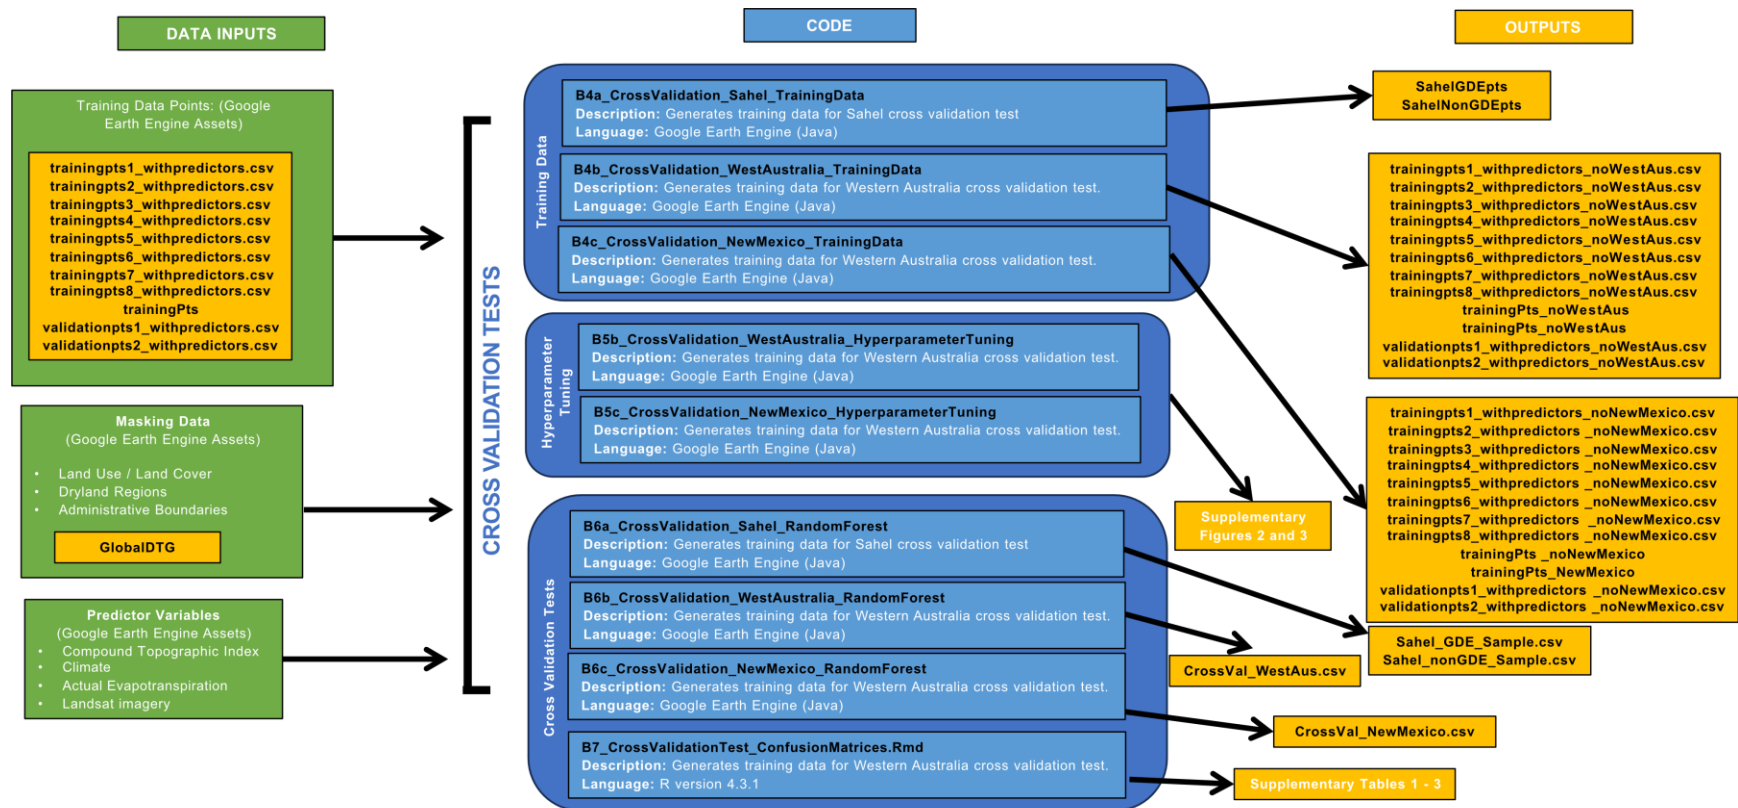 DATA INPUTS
CODE
OUTPUTS
Training Data Points: (Google
Earth Engine Assets)
trainingpts1_withpredictors.csv
trainingpts2_withpredictors.csv
trainingpts3_withpredictors.csv
trainingpts4_withpredictors.csv
trainingpts5_withpredictors.csv
trainingpts6_withpredictors.csv
trainingpts7_withpredictors.csv
trainingpts8_withpredictors.csv
trainingPts
validationpts1_withpredictors.csv
validationpts2_withpredictors.csv
Masking Data
(Google Earth Engine Assets)
• Land Use / Land Cover
• Dryland Regions
• Administrative Boundaries
GlobalDTG
Predictor Variables
(Google Earth Engine Assets)
• Compound Topographic Index
• Climate
• Actual Evapotranspiration
• Landsat imagery
CROSS VALIDATION TESTS
Training Data
B4a_CrossValidation_Sahel_TrainingData
Description: Generates training data for Sahel cross validation test
Language: Google Earth Engine (Java)
B4b_CrossValidation_WestAustralia_TrainingData
Description: Generates training data for Western Australia cross validation test.
Language: Google Earth Engine (Java)
B4c_CrossValidation_NewMexico_TrainingData
Description: Generates training data for Western Australia cross validation test.
Language: Google Earth Engine (Java)
Hyperparameter
Tuning
B5b_CrossValidation_WestAustralia_HyperparameterTuning
Description: Generates training data for Western Australia cross validation test.
Language: Google Earth Engine (Java)
B5c_CrossValidation_NewMexico_HyperparameterTuning
Description: Generates training data for Western Australia cross validation test.
Language: Google Earth Engine (Java)
Cross Validation Tests
B6a_CrossValidation_Sahel_RandomForest
Description: Generates training data for Sahel cross validation test
Language: Google Earth Engine (Java)
B6b_CrossValidation_WestAustralia_RandomForest
Description: Generates training data for Western Australia cross validation test.
Language: Google Earth Engine (Java)
B6c_CrossValidation_NewMexico_RandomForest
Description: Generates training data for Western Australia cross validation test.
Language: Google Earth Engine (Java)
B7_CrossValidationTest_ConfusionMatrices.Rmd
Description: Generates training data for Western Australia cross validation test.
Language: R version 4.3.1
SahelGDEpts
SahelNonGDEpts
trainingpts1_withpredictors_noWestAus.csv
trainingpts2_withpredictors_noWestAus.csv
trainingpts3_withpredictors_noWestAus.csv
trainingpts4_withpredictors_noWestAus.csv
trainingpts5_withpredictors_noWestAus.csv
trainingpts6_withpredictors_noWestAus.csv
trainingpts7_withpredictors_noWestAus.csv
trainingpts8_withpredictors_noWestAus.csv
trainingPts_noWestAus
trainingPts_noWestAus
validationpts1_withpredictors_noWestAus.csv
validationpts2_withpredictors_noWestAus.csv
trainingpts1_withpredictors_noNewMexico.csv
trainingpts2_withpredictors _noNewMexico.csv
trainingpts3_withpredictors _noNewMexico.csv
trainingpts4_withpredictors _noNewMexico.csv
trainingpts5_withpredictors _noNewMexico.csv
trainingpts6_withpredictors _noNewMexico.csv
trainingpts7_withpredictors _noNewMexico.csv
trainingpts8_withpredictors _noNewMexico.csv
trainingPts _noNewMexico
trainingPts_NewMexico
validationpts1_withpredictors _noNewMexico.csv
validationpts2_withpredictors _noNewMexico.csv
Supplementary
Figures 2 and 3
Sahel_GDE_Sample.csv
Sahel_nonGDE_Sample.csv
CrossVal_WestAus.csv
CrossVal_NewMexico.csv
Supplementary Tables 1 - 3